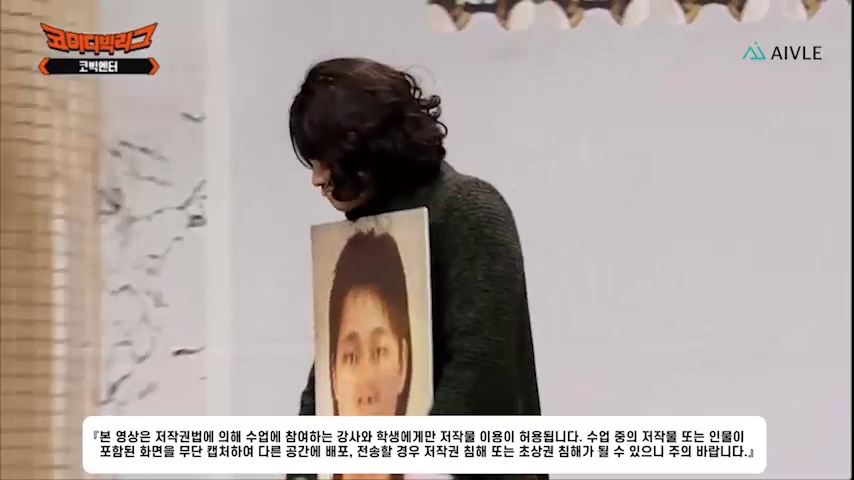 코미디빅리그
코빅엔터
AIVLE
『본 영상은 저작권법에 의해 수업에 참여하는 강사와 학생에게만 저작물 이용이 허용됩니다. 수업 중의 저작물 또는 인물이
포함된 화면을 무단 캡처하여 다른 공간에 배포, 전송할 경우 저작권 침해 또는 초상권 침해가 될 수 있으니 주의 바랍니다.』